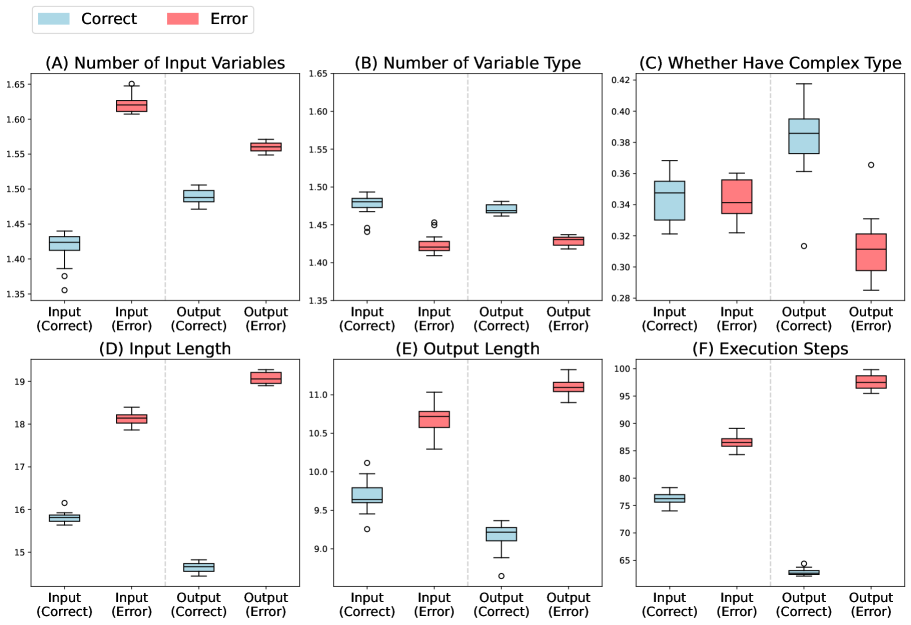 Correct Error
(A) Number of Input Variables
1.65
1.60
1.55
1.50
1.45
1.40
1.35
Input Input Output Output
(Correct) (Error) (Correct) (Error)
(B) Number of Variable Type
1.65
1.60
1.55
1.50
1.45
1.40
1.35
Input Input Output Output
(Correct) (Error) (Correct) (Error)
(C) Whether Have Complex Type
0.42
0.40
0.38
0.36
0.34
0.32
0.30
0.28
Input Input Output Output
(Correct) (Error) (Correct) (Error)
(D) Input Length
19
18
17
16
15
Input Input Output Output
(Correct) (Error) (Correct) (Error)
(E) Output Length
11.0
10.5
10.0
9.5
9.0
Input Input Output Output
(Correct) (Error) (Correct) (Error)
(F) Execution Steps
100
95
90
85
80
75
70
65
Input Input Output Output
(Correct) (Error) (Correct) (Error)